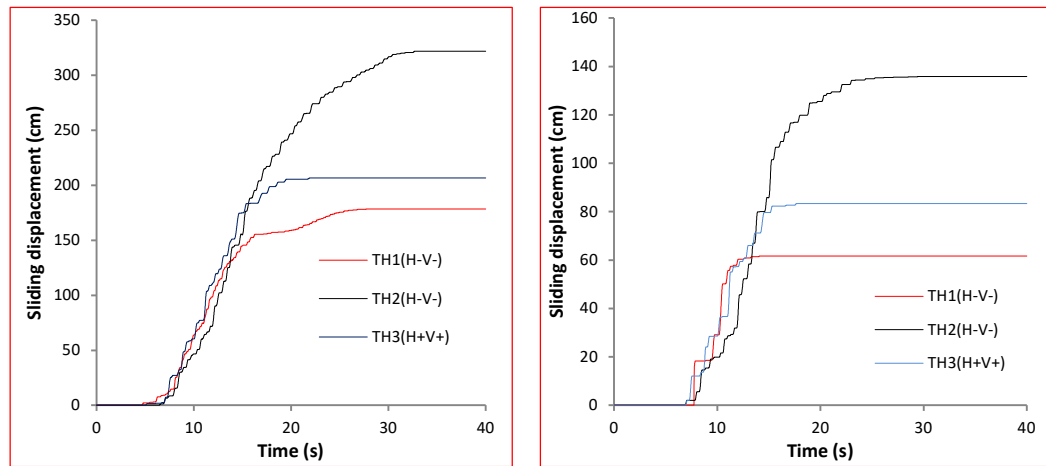 350
300
250
200
150
100
50
0
Sliding displacement (cm)
TH1(H-V-)
TH2(H-V-)
TH3(H+V+)
0 10 20 30 40
Time (s)
160
140
120
100
80
60
40
20
0
Sliding displacement (cm)
TH1(H-V-)
TH2(H-V-)
TH3(H+V+)
0 10 20 30 40
Time (s)